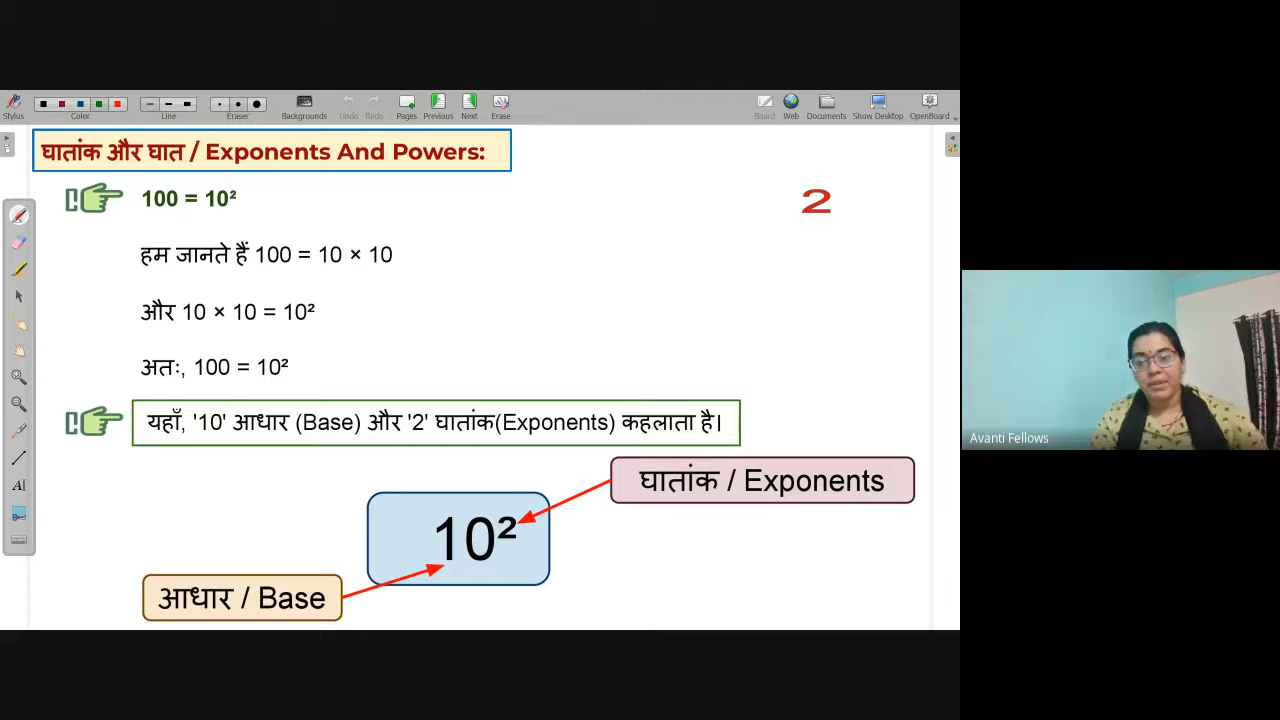 Stylus
Color
Line
Eraser
Backgrounds
Undo
Redo
Pages
Previous
Next
Erase
Board
Web
Documents
Show Desktop
OpenBoard
घातांक और घात / Exponents And Powers:
100 = 10²
2
हम जानते हैं 100 = 10 × 10
और 10 × 10 = 10²
अतः, 100 = 10²
यहाँ, '10' आधार (Base) और '2' घातांक(Exponents) कहलाता है।
घातांक / Exponents
10²
आधार / Base
Avanti Fellows